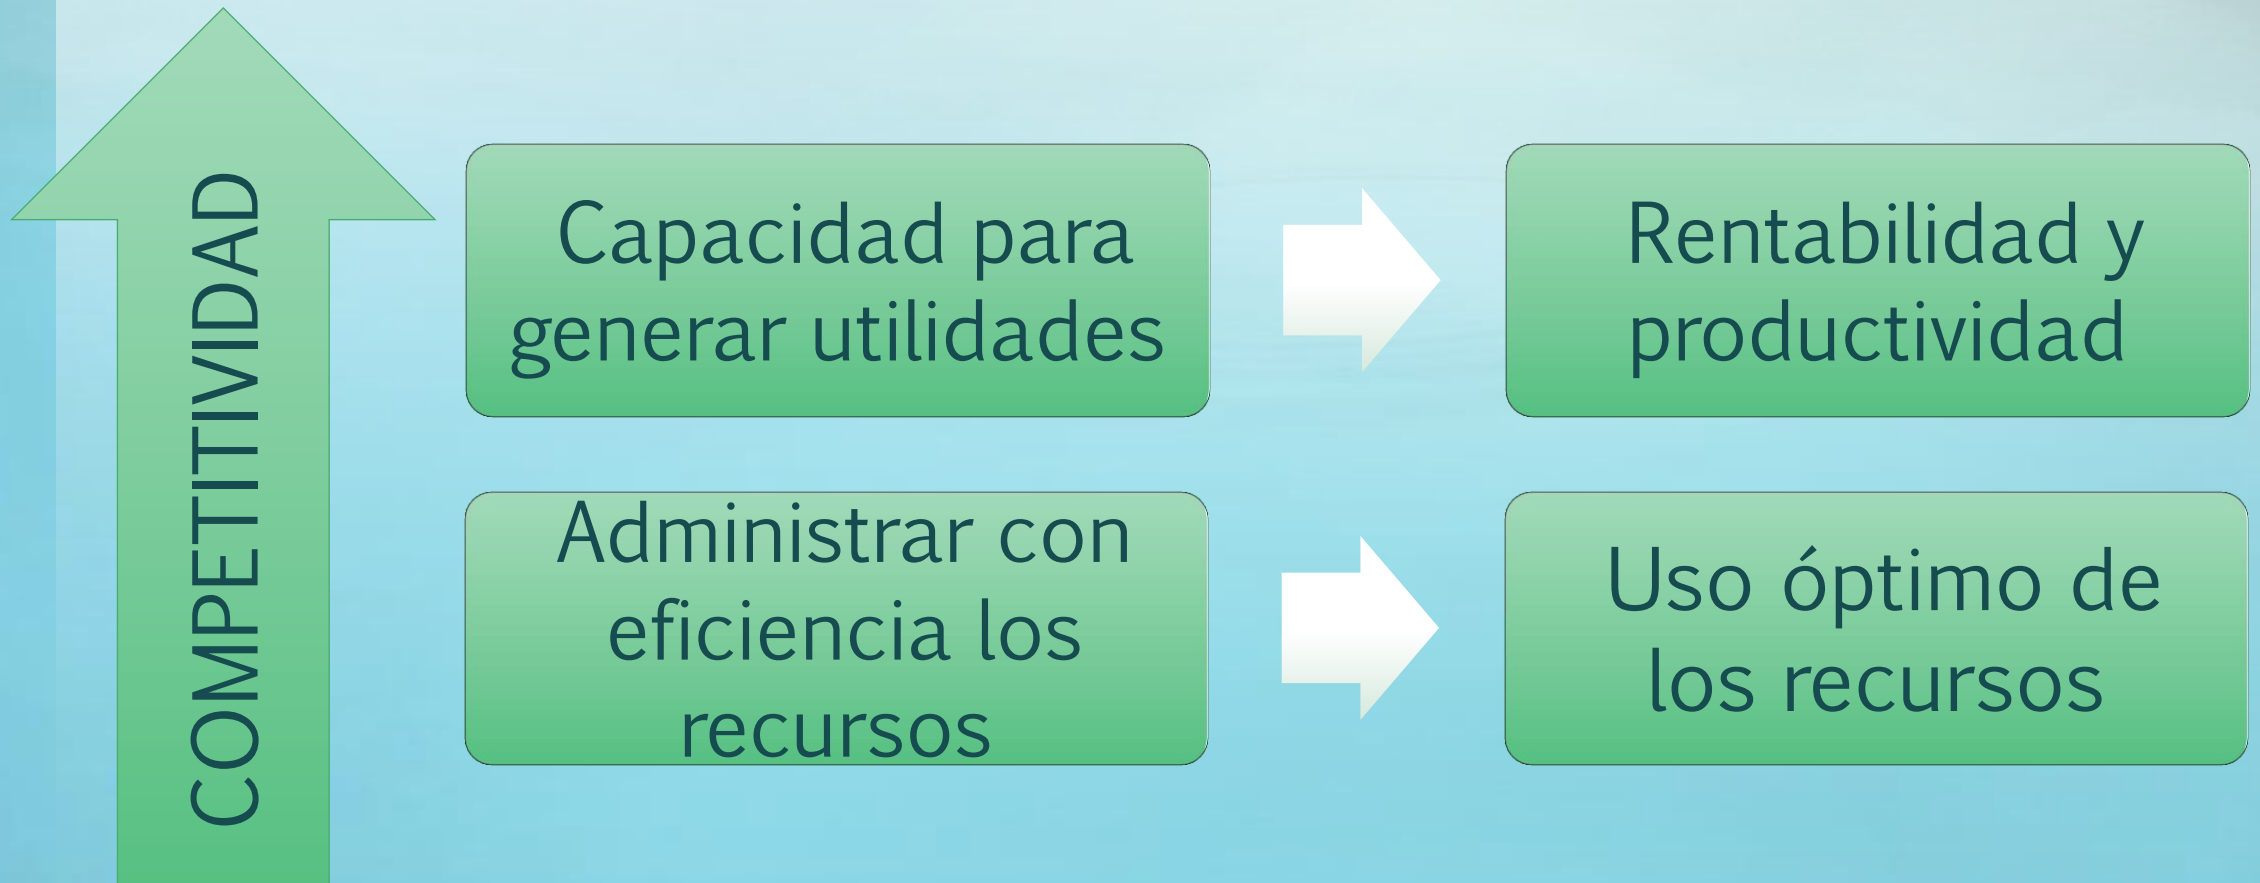 COMPETITIVIDAD
Capacidad para
generar utilidades
Rentabilidad y
productividad
Administrar con
eficiencia los
recursos
Uso óptimo de
los recursos